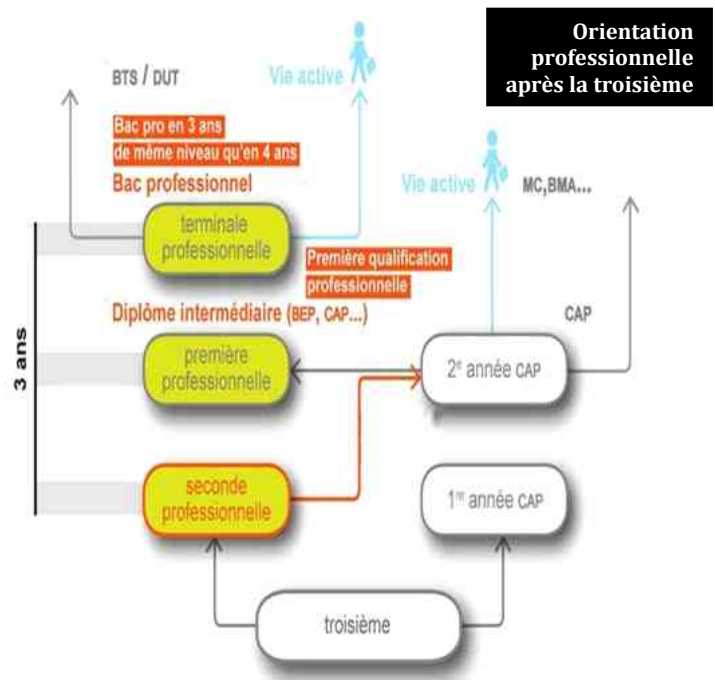 Orientation
professionnelle
après la troisième
BTS / DUT
Vie active
Bac pro en 3 ans
de même niveau qu'en 4 ans
Bac professionnel
Vie active
MC,BMA...
terminale
professionnelle
Première qualification
professionnelle
Diplôme intermédiaire (BEP, CAP...)
CAP
3 ans
première
professionnelle
2e année CAP
seconde
professionnelle
1re année CAP
troisième